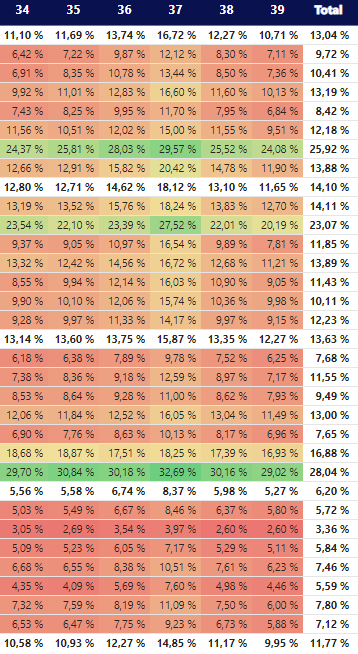 34 35 36 37 38 39 Total
11,10 % 11,69 % 13,74 % 16,72 % 12,27 % 10,71 % 13,04 %
6,42 % 7,22 % 9,87 % 12,12 % 8,30 % 7,11 % 9,72 %
6,91 % 8,35 % 10,78 % 13,44 % 8,50 % 7,36 % 10,41 %
9,92 % 11,01 % 12,83 % 16,60 % 11,60 % 10,13 % 13,19 %
7,43 % 8,25 % 9,95 % 11,70 % 7,95 % 6,84 % 8,42 %
11,56 % 10,51 % 12,02 % 15,00 % 11,55 % 9,51 % 12,18 %
24,37 % 25,81 % 28,03 % 29,57 % 25,52 % 24,08 % 25,92 %
12,66 % 12,91 % 15,82 % 20,42 % 14,78 % 11,90 % 13,88 %
12,80 % 12,71 % 14,62 % 18,12 % 13,10 % 11,65 % 14,10 %
13,19 % 13,52 % 15,76 % 18,24 % 13,83 % 12,70 % 14,11 %
23,54 % 22,10 % 23,39 % 27,52 % 22,01 % 20,19 % 23,07 %
9,37 % 9,05 % 10,97 % 16,54 % 9,89 % 7,81 % 11,85 %
13,32 % 12,42 % 14,56 % 16,72 % 12,68 % 11,21 % 13,89 %
8,55 % 9,94 % 12,14 % 16,03 % 10,90 % 9,05 % 11,43 %
9,90 % 10,10 % 12,06 % 15,74 % 10,36 % 9,98 % 10,11 %
9,28 % 9,97 % 11,33 % 14,17 % 9,97 % 9,15 % 12,23 %
13,14 % 13,60 % 13,75 % 15,87 % 13,35 % 12,27 % 13,63 %
6,18 % 6,38 % 7,89 % 9,78 % 7,52 % 6,25 % 7,68 %
7,38 % 8,36 % 9,18 % 12,59 % 8,97 % 7,17 % 11,55 %
8,53 % 8,64 % 9,28 % 11,00 % 8,62 % 7,93 % 9,49 %
12,06 % 11,84 % 12,52 % 16,05 % 13,04 % 11,49 % 13,00 %
6,90 % 7,76 % 8,63 % 10,13 % 8,17 % 6,96 % 7,65 %
18,68 % 18,87 % 17,51 % 18,25 % 17,39 % 16,93 % 16,88 %
29,70 % 30,84 % 30,18 % 32,69 % 30,16 % 29,02 % 28,04 %
5,56 % 5,58 % 6,74 % 8,37 % 5,98 % 5,27 % 6,20 %
5,03 % 5,49 % 6,67 % 8,46 % 6,37 % 5,80 % 5,72 %
3,05 % 2,69 % 3,54 % 3,97 % 2,60 % 2,60 % 3,36 %
5,09 % 5,23 % 6,05 % 7,17 % 5,29 % 5,11 % 5,84 %
6,68 % 6,55 % 8,38 % 10,51 % 7,61 % 6,23 % 7,46 %
4,35 % 4,09 % 5,69 % 7,60 % 4,98 % 4,46 % 5,59 %
7,32 % 7,59 % 8,19 % 11,09 % 7,50 % 6,00 % 7,80 %
6,53 % 6,47 % 7,75 % 9,23 % 6,73 % 5,88 % 7,12 %
10,58 % 10,93 % 12,27 % 14,85 % 11,17 % 9,95 % 11,77 %